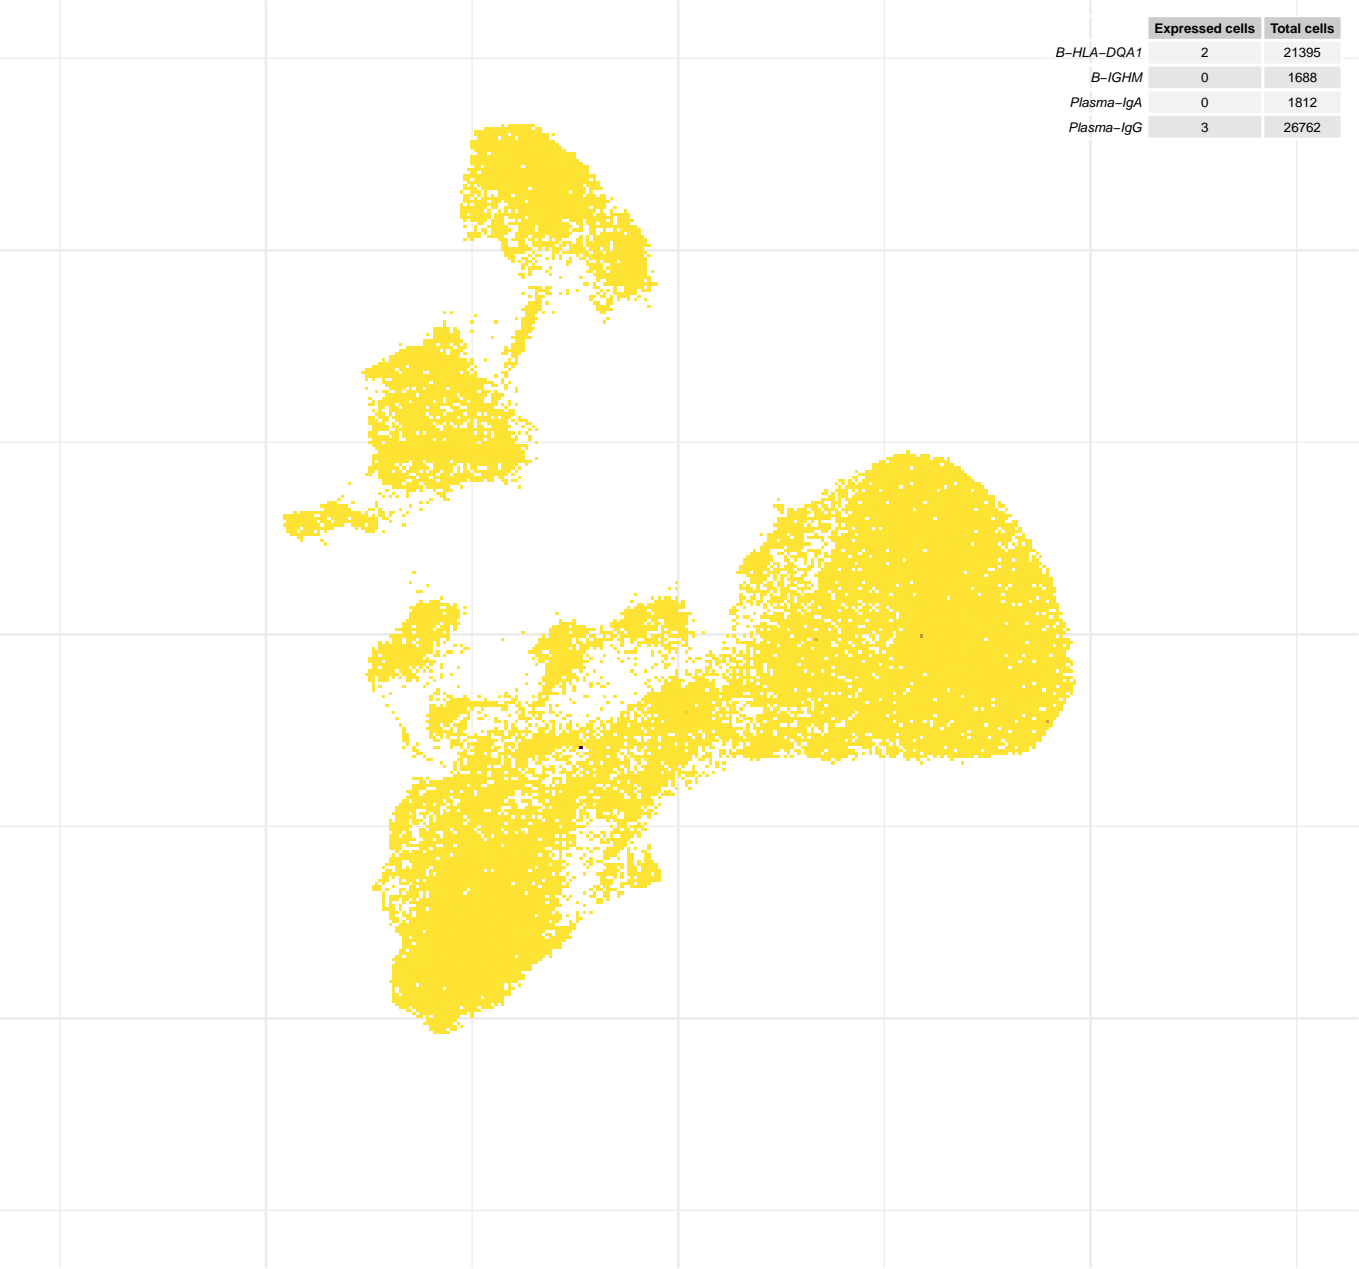 Expressed cells Total cells
B−HLA−DQA1 2 21395
B−IGHM 0 1688
Plasma−IgA 0 1812
Plasma−IgG 3 26762